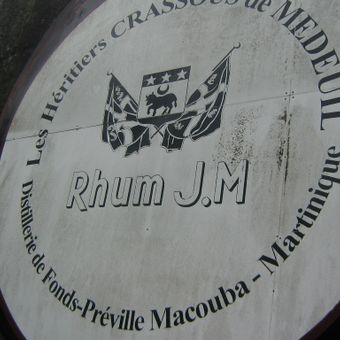 Les Héritiers CRASSOUS de MEDEUIL
Rhum J.M
Distillerie de Fonds-Préville Macouba - Martinique